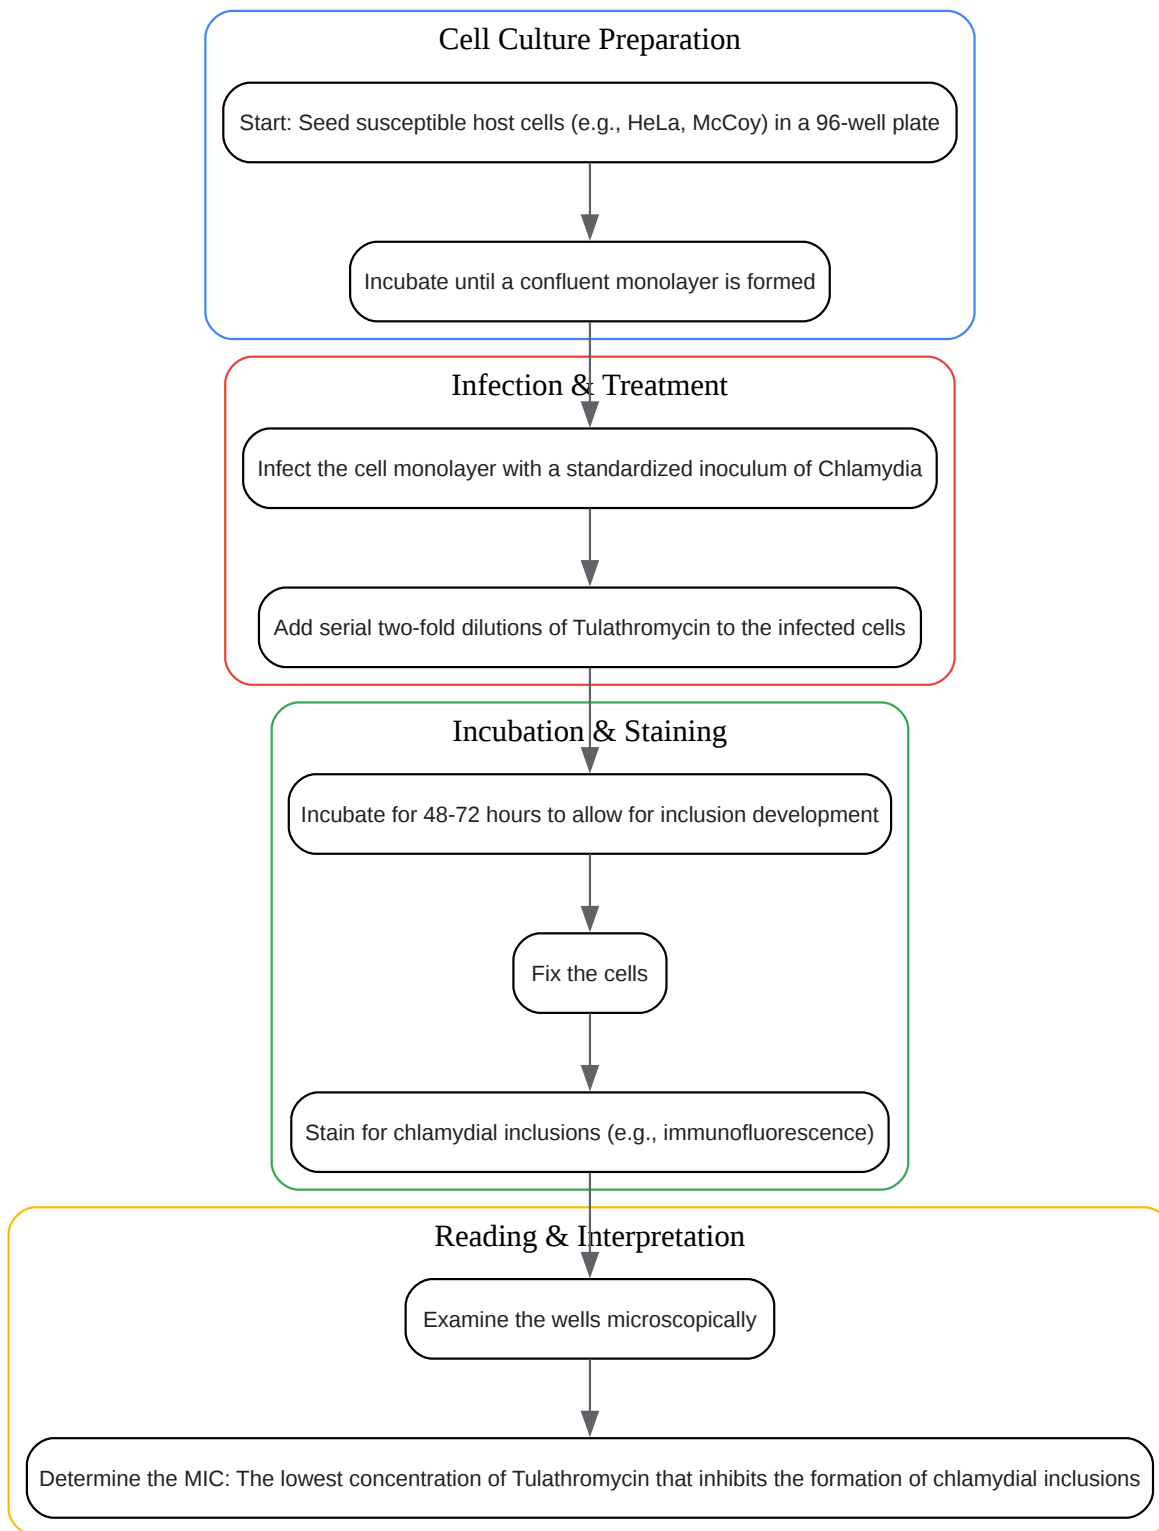 Cell Culture Preparation
Start: Seed susceptible host cells (e.g., HeLa, McCoy) in a 96-well plate
Incubate until a confluent monolayer is formed
Infection & Treatment
Infect the cell monolayer with a standardized inoculum of Chlamydia
Add serial two-fold dilutions of Tulathromycin to the infected cells
Incubation & Staining
Incubate for 48-72 hours to allow for inclusion development
Fix the cells
Stain for chlamydial inclusions (e.g., immunofluorescence)
Reading & Interpretation
Examine the wells microscopically
Determine the MIC: The lowest concentration of Tulathromycin that inhibits the formation of chlamydial inclusions